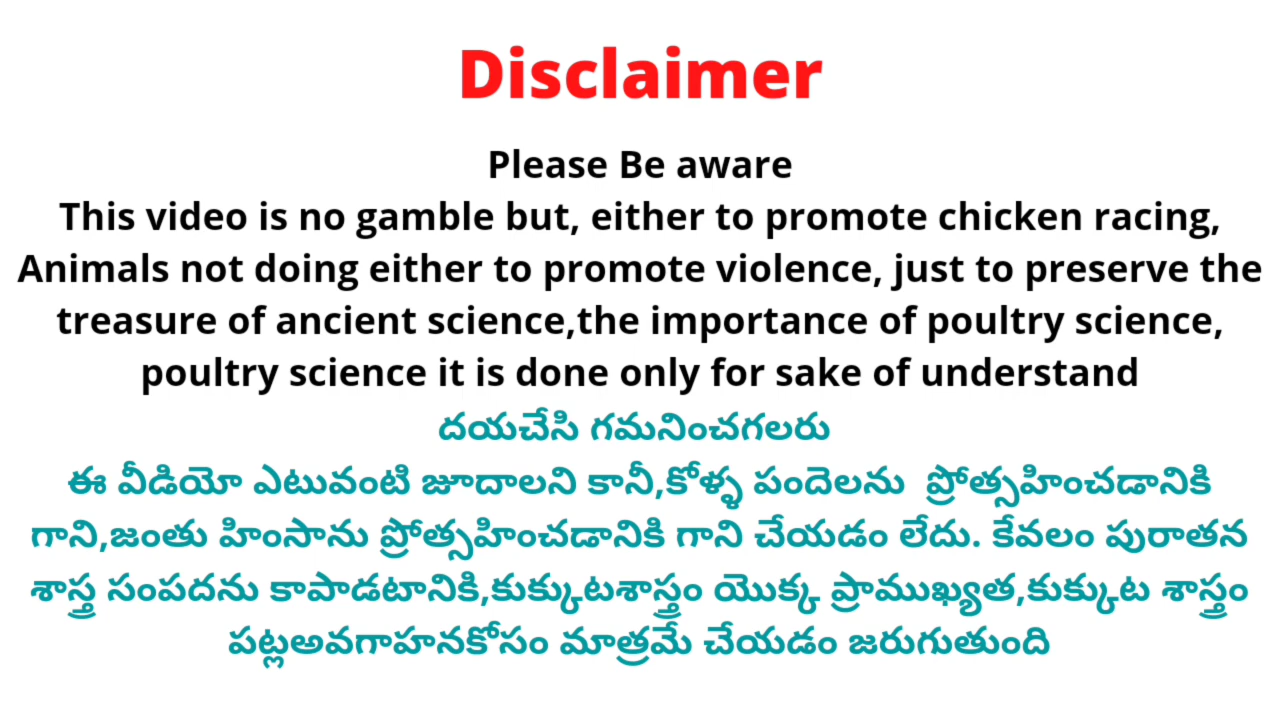 Disclaimer
Please Be aware
This video is no gamble but, either to promote chicken racing,
Animals not doing either to promote violence, just to preserve the
treasure of ancient science,the importance of poultry science,
poultry science it is done only for sake of understand
దయచేసి గమనించగలరు
ఈ వీడియో ఎటువంటి జూదాలని కానీ,కోళ్ళ పందెలను ప్రోత్సహించడానికి
గాని,జంతు హింసాను ప్రోత్సహించడానికి గాని చేయడం లేదు. కేవలం పురాతన
శాస్త్ర సంపదను కాపాడటానికి,కుక్కుటశాస్త్రం యొక్క ప్రాముఖ్యత,కుక్కుట శాస్త్రం
పట్లఅవగాహనకోసం మాత్రమే చేయడం జరుగుతుంది